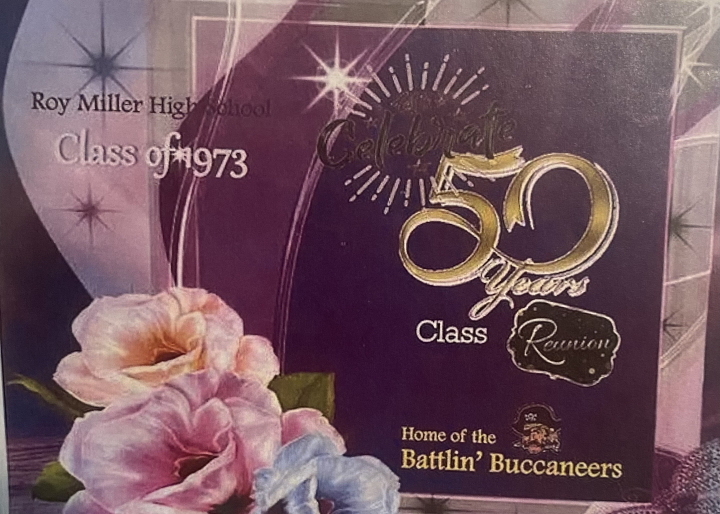 Roy Miller High School
Class of 1973
Celebrate
50
Years
Class Reunion
Home of the
Battlin' Buccaneers